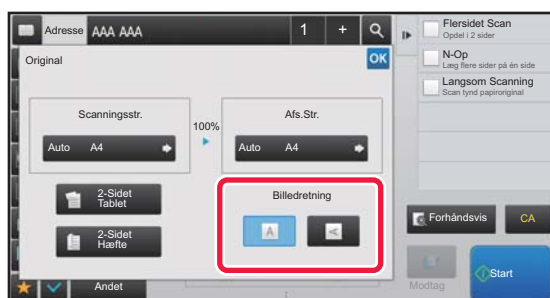 Adresse AAA AAA 1 +
Original OK
Scanningsstr. 100% Afs.Str.
Auto A4 Auto A4
2-Sidet
Tablet
2-Sidet
Hæfte
Billedretning
A A
Andet
Flersidet Scan
Opdel i 2 sider
N-Op
Læg flere sider på én side
Langsom Scanning
Scan tynd papiroriginal
Forhåndsvis CA
Modtag Start